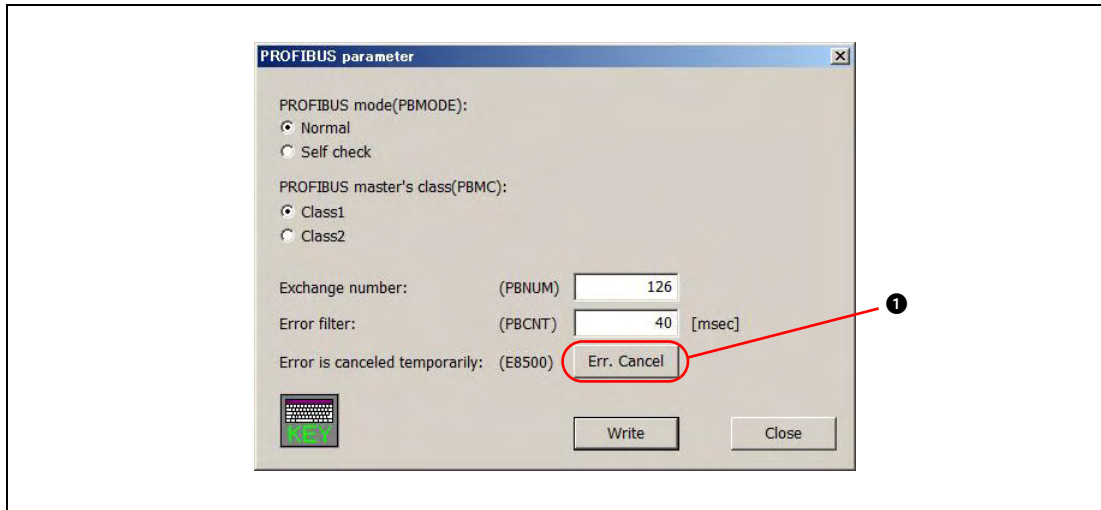 PROFIBUS parameter
PROFIBUS mode(PBMODE):
Normal
Self check
PROFIBUS master's class(PBMC):
Class1
Class2
Exchange number: (PBNUM) 126
Error filter: (PBCNT) 40 [msec]
Error is canceled temporarily: (E8500) Err. Cancel
❶
KEY
Write Close